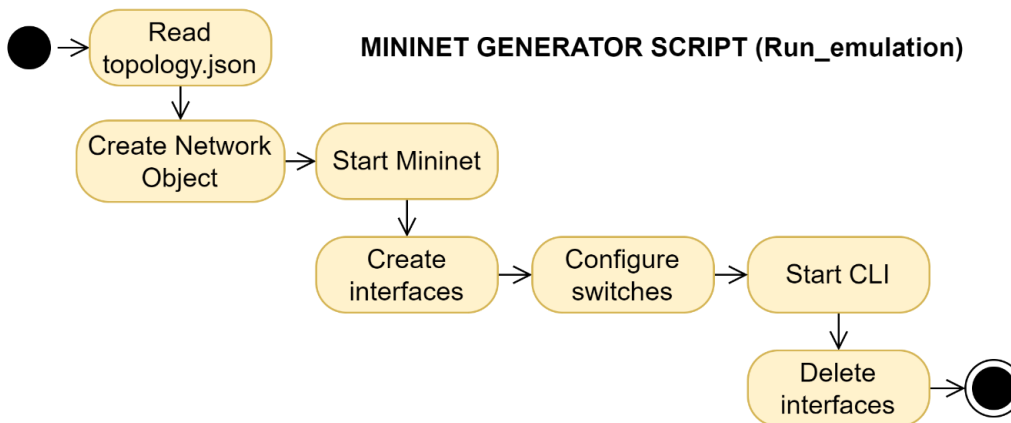 Read
topology.json
MININET GENERATOR SCRIPT (Run_emulation)
Create Network
Object
Start Mininet
Create
interfaces
Configure
switches
Start CLI
Delete
interfaces